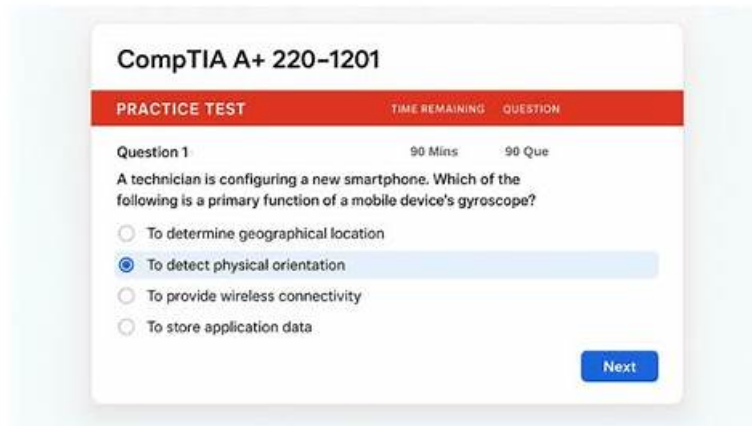 CompTIA A+ 220-1201
PRACTICE TEST TIME REMAINING QUESTION
Question 1 90 Mins 90 Que
A technician is configuring a new smartphone. Which of the
following is a primary function of a mobile device's gyroscope?
To determine geographical location
To detect physical orientation
To provide wireless connectivity
To store application data
Next